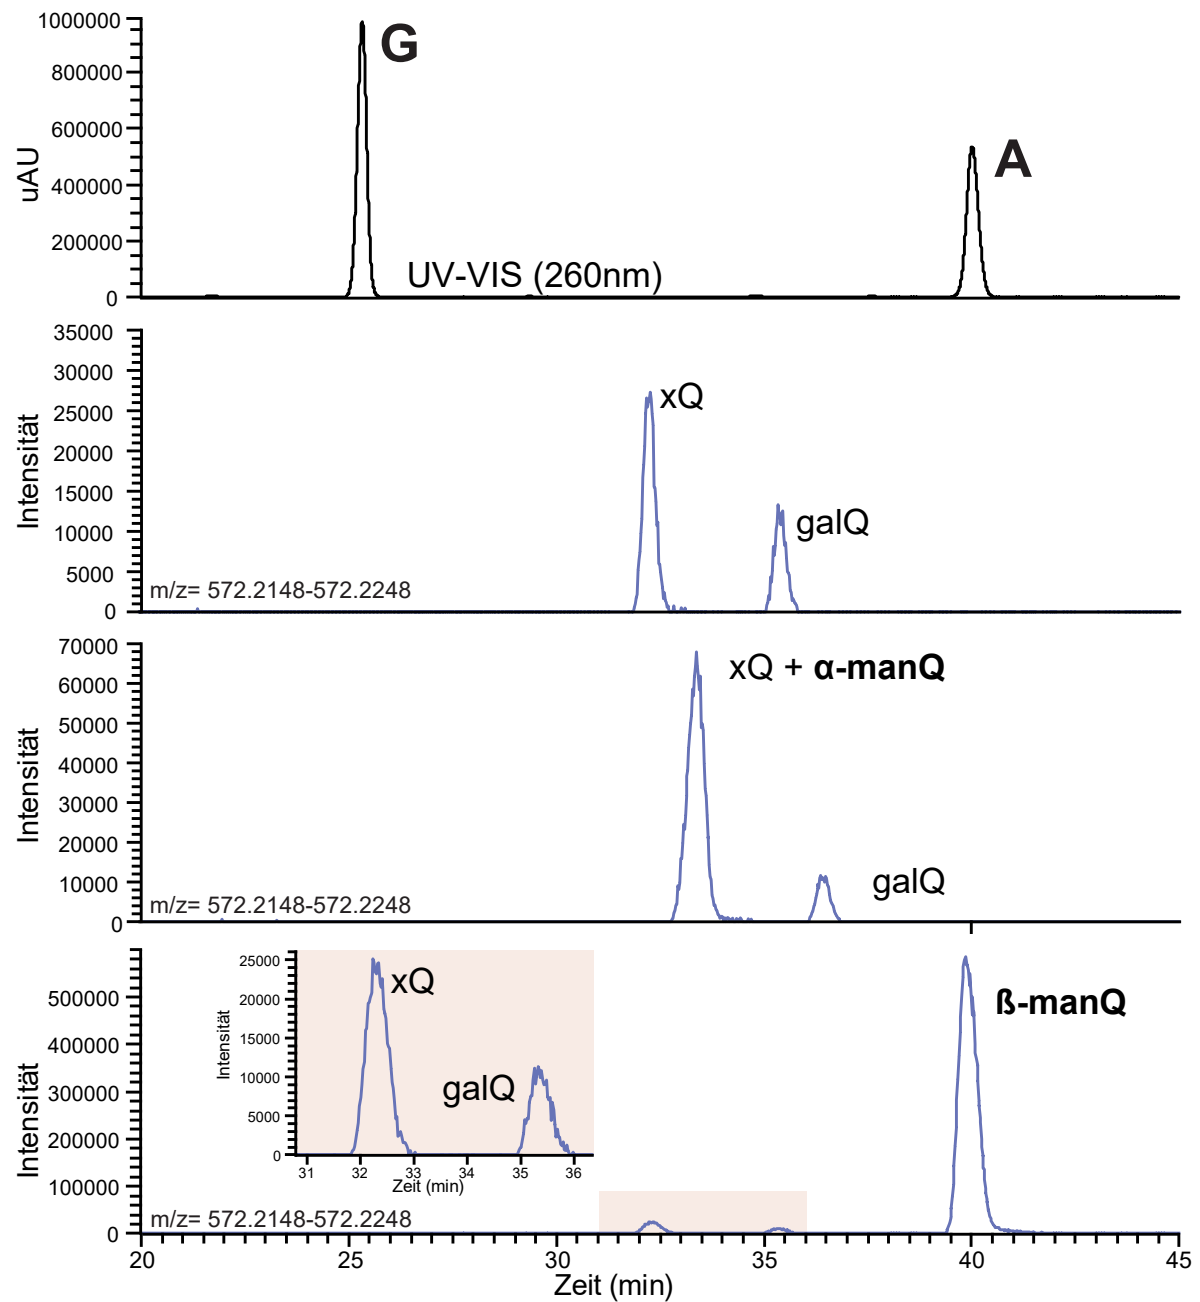 1000000
800000
600000
400000
200000
0
uAU
G
A
UV-VIS (260nm)
35000
30000
25000
20000
15000
10000
5000
0
Intensität
xQ
galQ
m/z= 572.2148-572.2248
70000
60000
50000
40000
30000
20000
10000
0
Intensität
xQ + α-manQ
galQ
m/z= 572.2148-572.2248
500000
400000
300000
200000
100000
0
Intensität
25000
20000
15000
10000
5000
0
Intensität
xQ
galQ
31 32 33 34 35 36
Zeit (min)
ß-manQ
m/z= 572.2148-572.2248
20 25 30 35 40 45
Zeit (min)